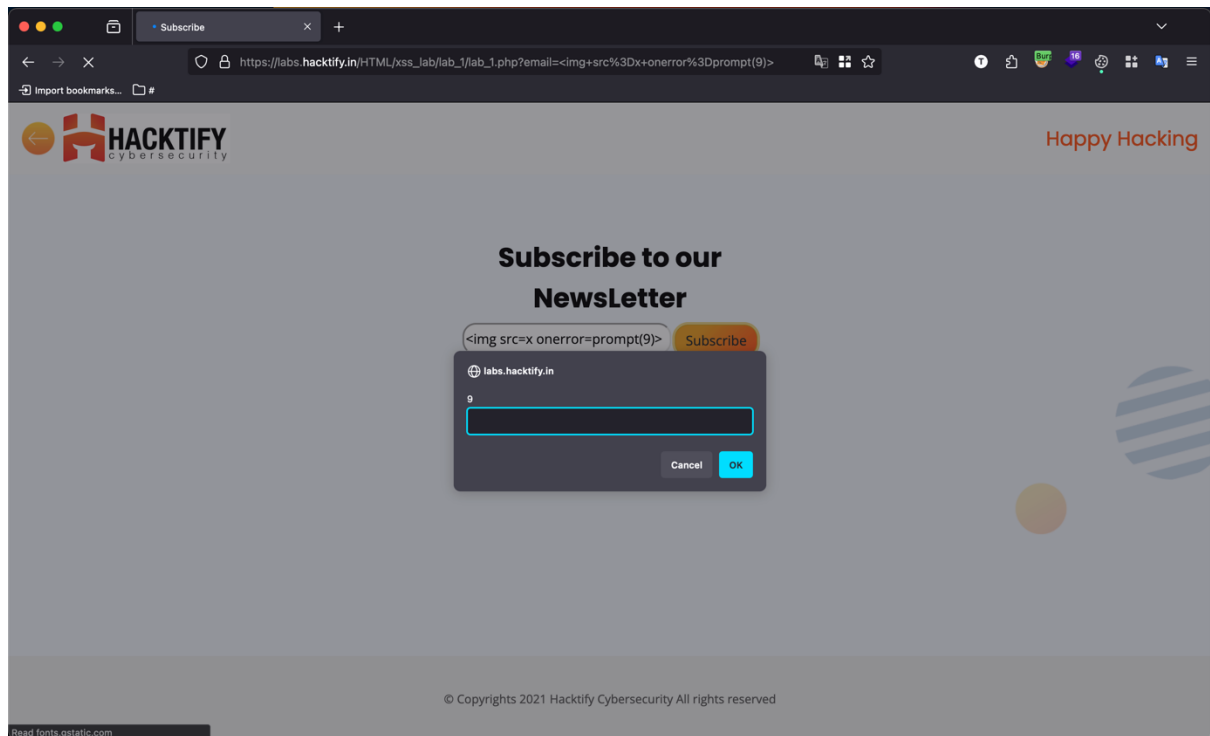 Subscribe
https://labs.hacktify.in/HTML/xss_lab/lab_1/lab_1.php?email=<img+src%3Dx+onerror%3Dprompt(9)>
T
Burp
16
Import bookmarks...
#
HACKTIFY
cybersecurity
Happy Hacking
Subscribe to our
NewsLetter
<img src=x onerror=prompt(9)>
Subscribe
labs.hacktify.in
9
Cancel
OK
© Copyrights 2021 Hacktify Cybersecurity All rights reserved
Read fonts.gstatic.com